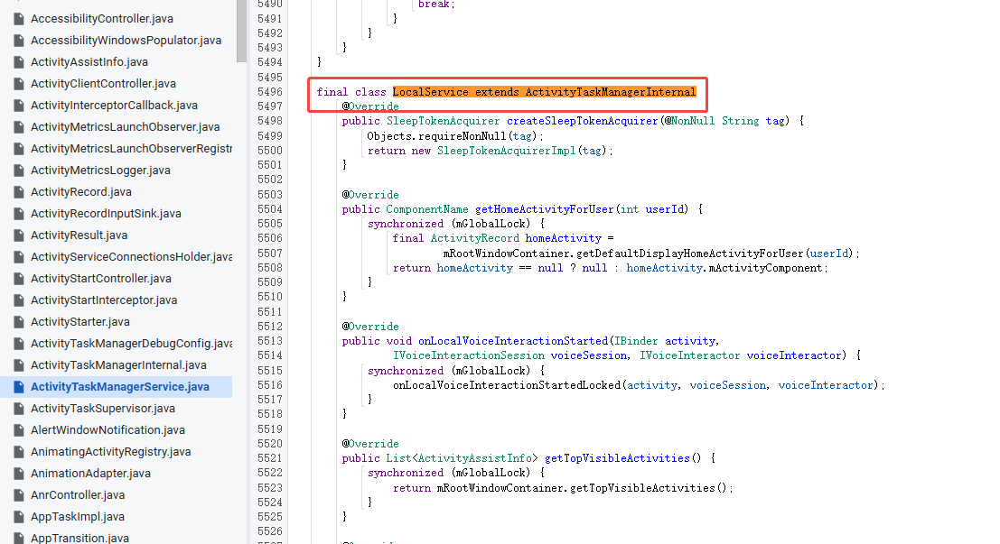 AccessibilityController.java
AccessibilityWindowsPopulator.java
ActivityAssistInfo.java
ActivityClientController.java
ActivityInterceptorCallback.java
ActivityMetricsLaunchObserver.java
ActivityMetricsLaunchObserverRegistr
ActivityMetricsLogger.java
ActivityRecord.java
ActivityRecordInputSink.java
ActivityResult.java
ActivityServiceConnectionsHolder.java
ActivityStartController.java
ActivityStartInterceptor.java
ActivityStarter.java
ActivityTaskManagerDebugConfig.java
ActivityTaskManagerInternal.java
ActivityTaskManagerService.java
ActivityTaskSupervisor.java
AlertWindowNotification.java
AnimatingActivityRegistry.java
AnimationAdapter.java
AnrController.java
AppTaskImpl.java
AppTransition.java
5490 break;
5491 }
5492 }
5493 }
5494 }
5495
5496 final class LocalService extends ActivityTaskManagerInternal
5497 @Override
5498 public SleepTokenAcquirer createSleepTokenAcquirer(@NonNull String tag) {
5499 Objects.requireNonNull(tag);
5500 return new SleepTokenAcquirerImpl(tag);
5501 }
5502
5503 @Override
5504 public ComponentName getHomeActivityForUser(int userId) {
5505 synchronized (mGlobalLock) {
5506 final ActivityRecord homeActivity =
5507 mRootWindowContainer.getDefaultDisplayHomeActivityForUser(userId);
5508 return homeActivity == null ? null : homeActivity.mActivityComponent;
5509 }
5510 }
5511
5512 @Override
5513 public void onLocalVoiceInteractionStarted(IBinder activity,
5514 IVoiceInteractionSession voiceSession, IVoiceInteractor voiceInteractor) {
5515 synchronized (mGlobalLock) {
5516 onLocalVoiceInteractionStartedLocked(activity, voiceSession, voiceInteractor);
5517 }
5518 }
5519
5520 @Override
5521 public List<ActivityAssistInfo> getTopVisibleActivities() {
5522 synchronized (mGlobalLock) {
5523 return mRootWindowContainer.getTopVisibleActivities();
5524 }
5525 }
5526